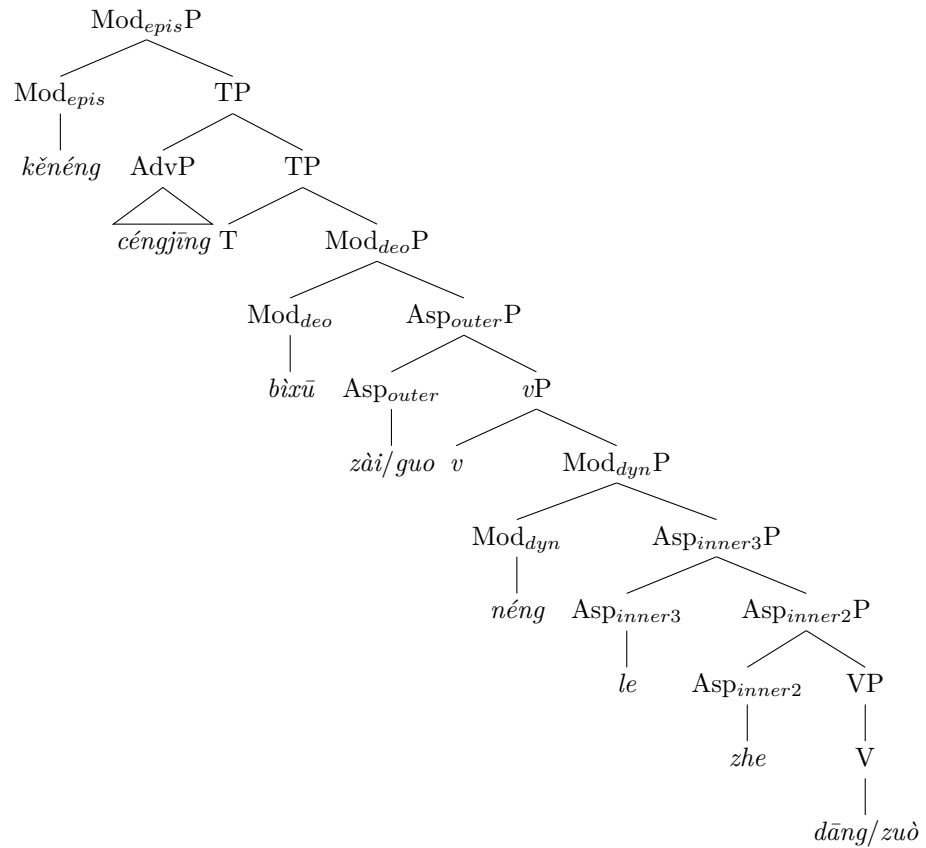 Mod_epis P
Mod_epis TP
kěnéng AdvP TP
céngjīng T Mod_deo P
Mod_deo Asp_outer P
bìxū Asp_outer vP
zài/guo v Mod_dyn P
Mod_dyn Asp_inner3 P
néng Asp_inner3 Asp_inner2 P
le Asp_inner2 VP
zhe V
dāng/zuò